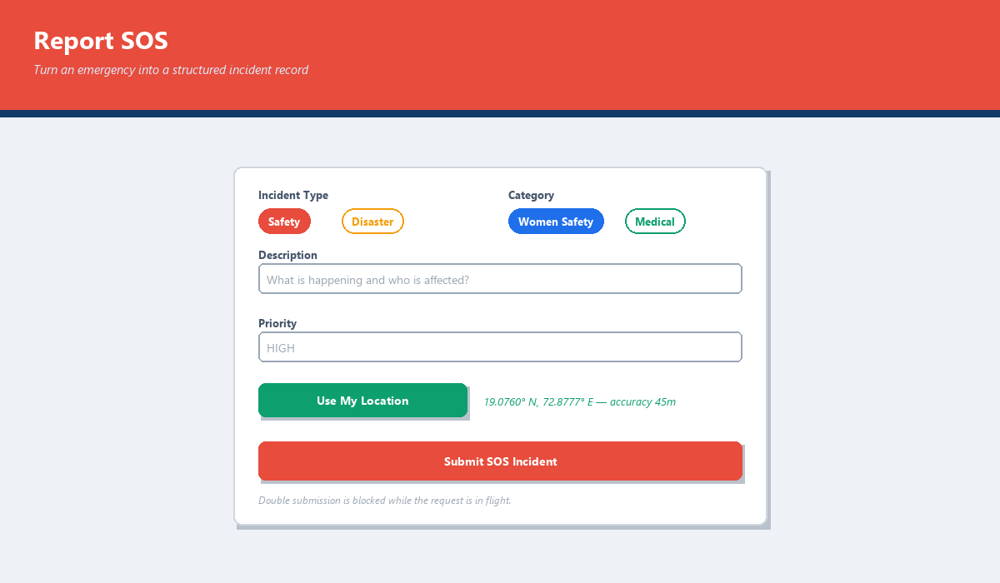 Report SOS
Turn an emergency into a structured incident record
Incident Type
Category
Safety
Disaster
Women Safety
Medical
Description
What is happening and who is affected?
Priority
HIGH
Use My Location
19.0760° N, 72.8777° E — accuracy 45m
Submit SOS Incident
Double submission is blocked while the request is in flight.